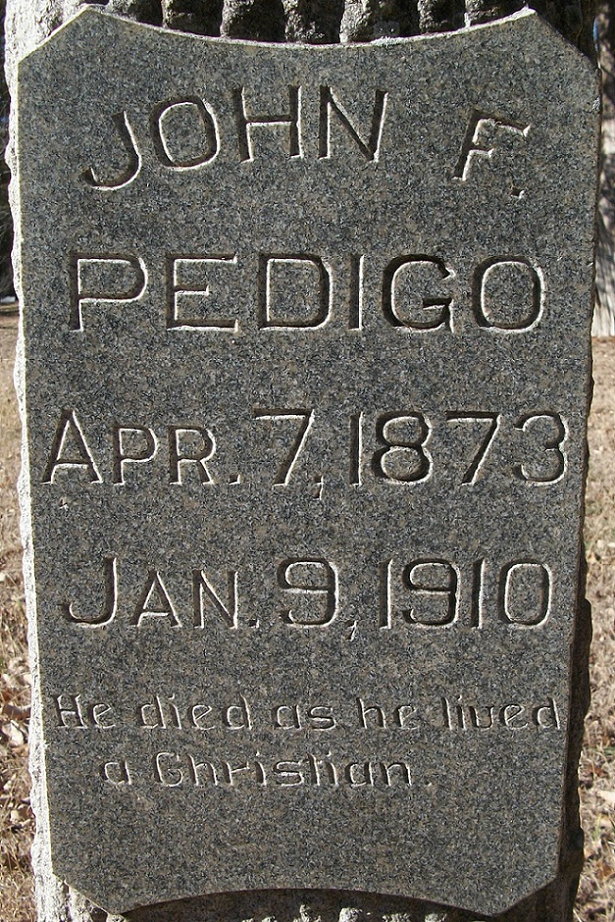 JOHN F.
PEDIGO
APR. 7, 1873
JAN. 9, 1910
He died as he lived
a Christian.